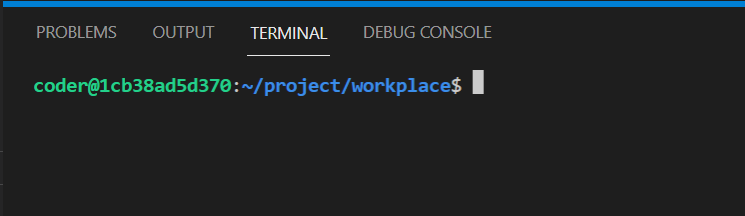 PROBLEMS OUTPUT TERMINAL DEBUG CONSOLE
coder@1cb38ad5d370:~/project/workplace$